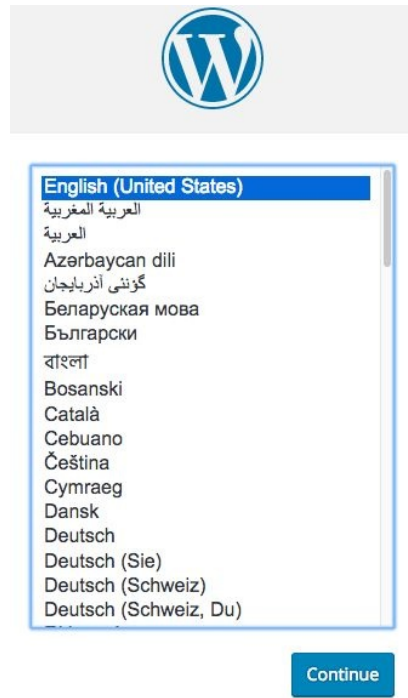 English (United States)
العربية المغربية
العربية
Azərbaycan dili
گؤنئی آذربایجان
Беларуская мова
Български
বাংলা
Bosanski
Català
Cebuano
Čeština
Cymraeg
Dansk
Deutsch
Deutsch (Sie)
Deutsch (Schweiz)
Deutsch (Schweiz, Du)
Continue